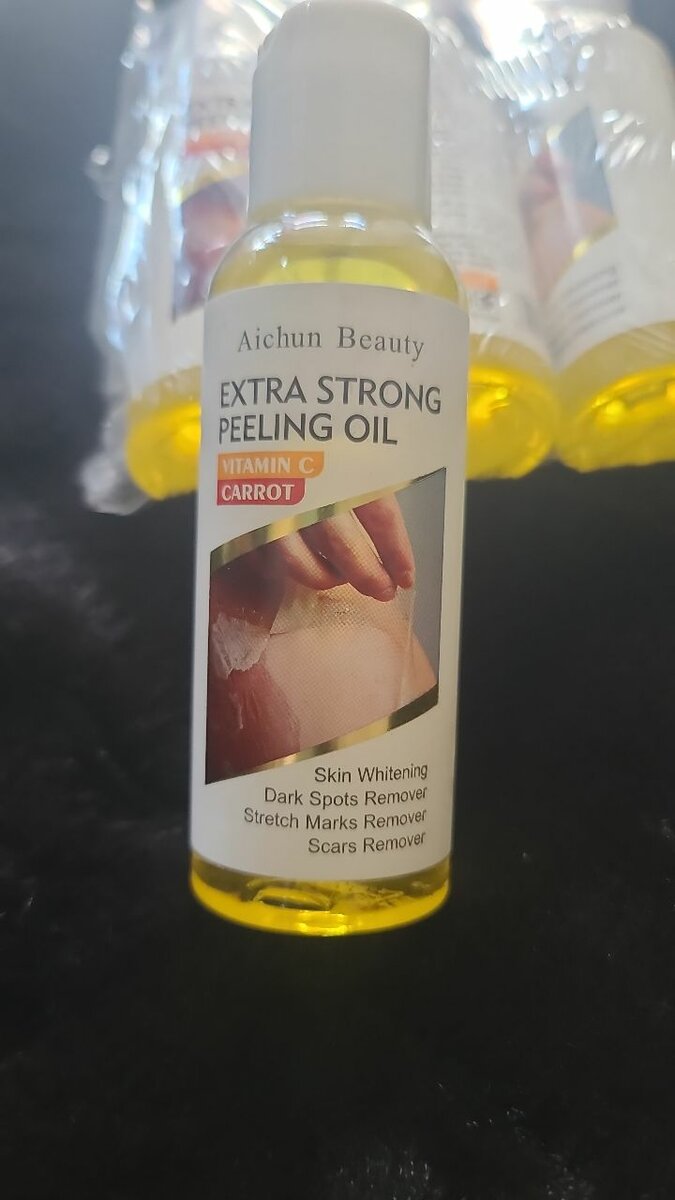 Aichun Beauty
EXTRA STRONG
PEELING OIL
VITAMIN C
CARROT
Skin Whitening
Dark Spots Remover
Stretch Marks Remover
Scars Remover